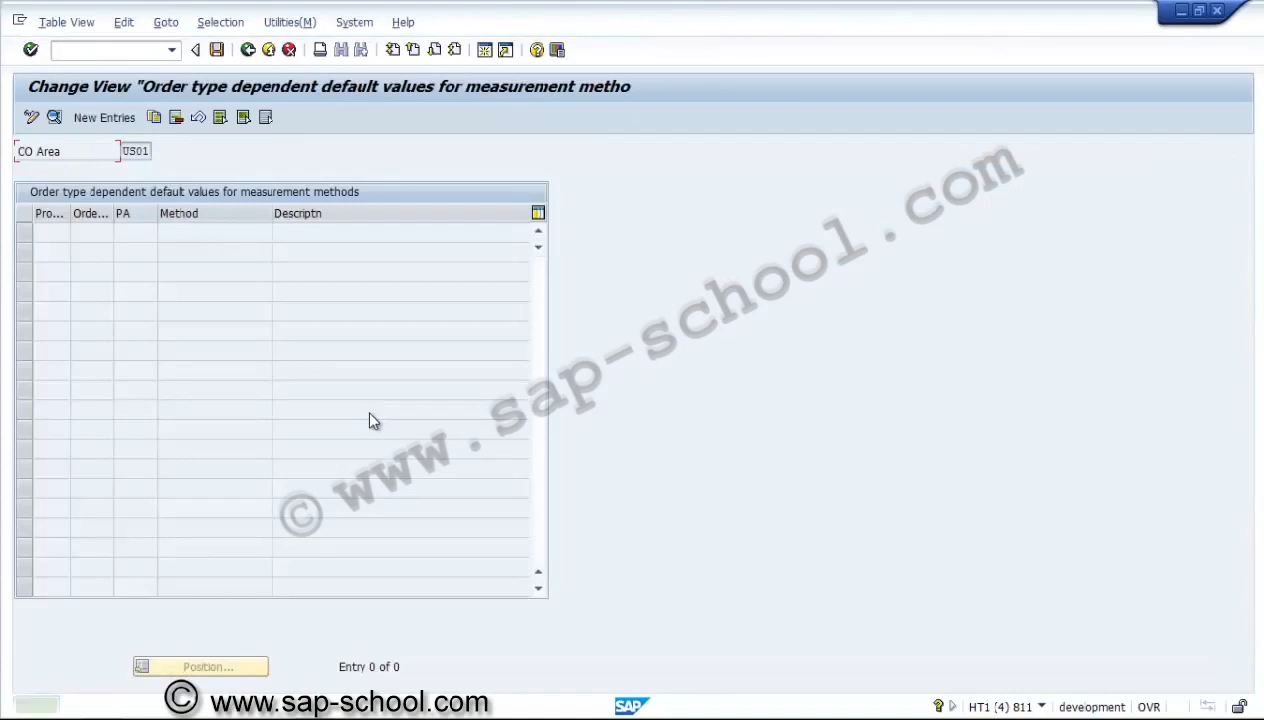 Table View Edit Goto Selection Utilities(M) System Help
Change View "Order type dependent default values for measurement metho
New Entries
CO Area US01
Order type dependent default values for measurement methods
Pro... Orde... PA Method Descriptn
© www.sap-school.com
Position... Entry 0 of 0
© www.sap-school.com
SAP HT1 (4) 811 development OVR